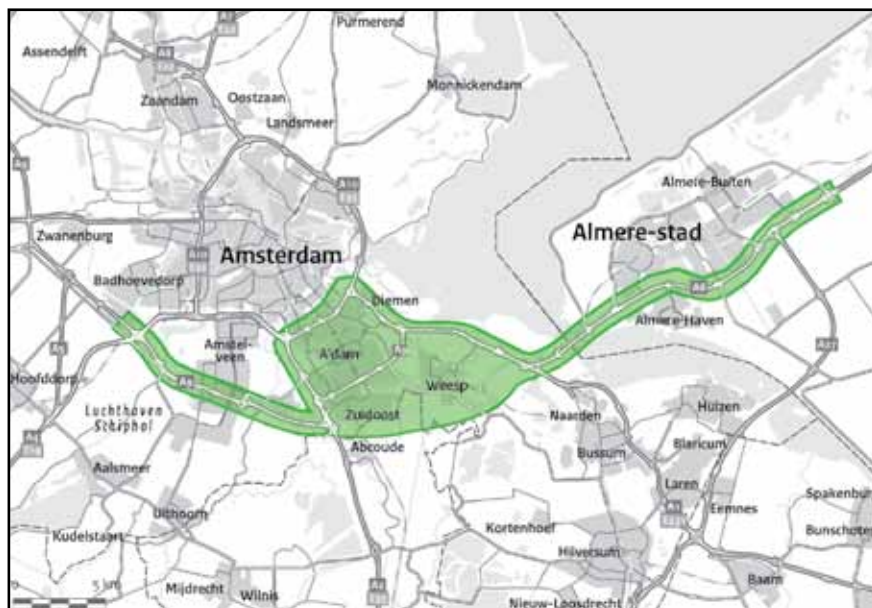 Purmerend
Assendelft
Monnickendam
Zaandam
Oostzaan
Landsmeer
A10
Almere-Buiten
Zwanenburg
Amsterdam
Almere-stad
Badhoevedorp
Diemen
A6
Almere-Haven
Amstel-
veen
A'dam
A27
Hoofddorp
A9
Weesp
Luchthaven
Schiphol
Zuidoost
Naarden
Huizen
Abcoude
Bussum
Blaricum
Aalsmeer
Laren
Uithoorn
Eemnes
Spakenburg
Kudelstaart
Kortenhoef
Bunschoten
Hilversum
Mijdrecht
Wilnis
Baarn
0
5 km
Nieuw-Loosdrecht